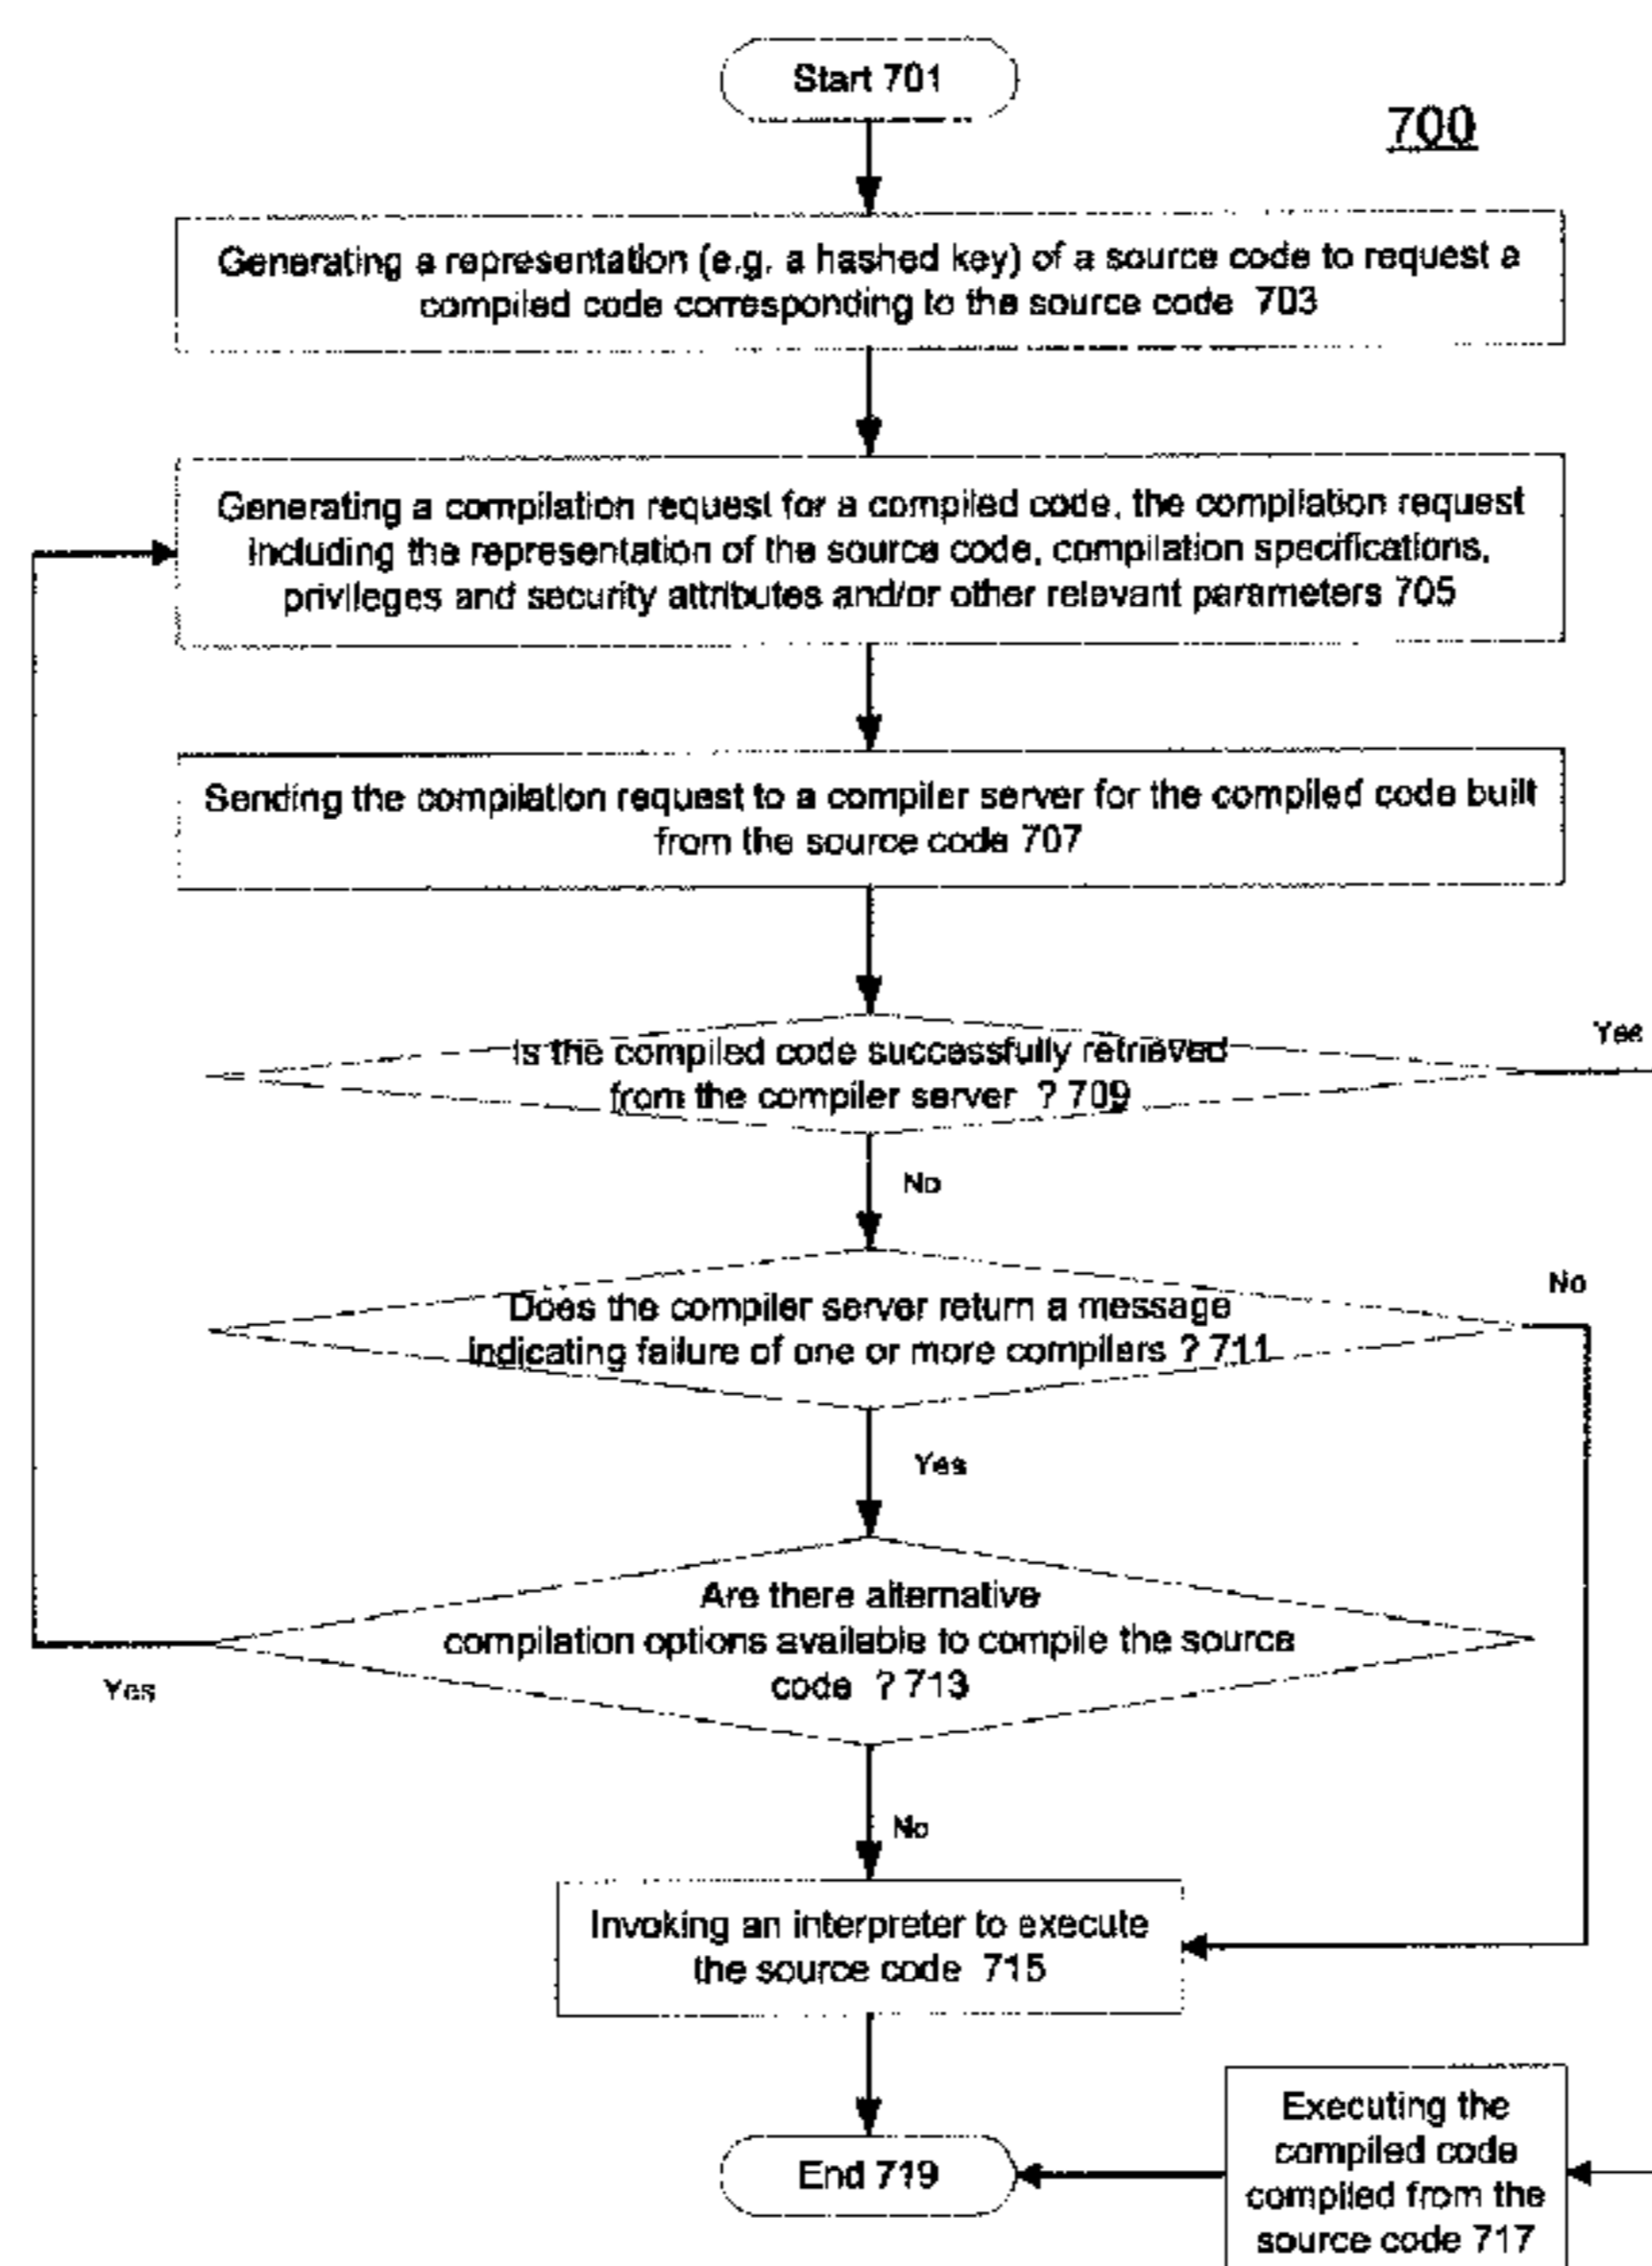 Start 701
700
Generating a representation (e.g. a hashed key) of a source code to request a
compiled code corresponding to the source code 703
Generating a compilation request for a compiled code, the compilation request
including the representation of the source code, compilation specifications,
privileges and security attributes and/or other relevant parameters 705
Sending the compilation request to a compiler server for the compiled code built
from the source code 707
Is the compiled code successfully retrieved
from the compiler server ? 709
Yes
No
Does the compiler server return a message
indicating failure of one or more compilers ? 711
No
Yes
Are there alternative
compilation options available to compile the source
code ? 713
Yes
No
Invoking an interpreter to execute
the source code 715
End 719
Executing the
compiled code
compiled from the
source code 717